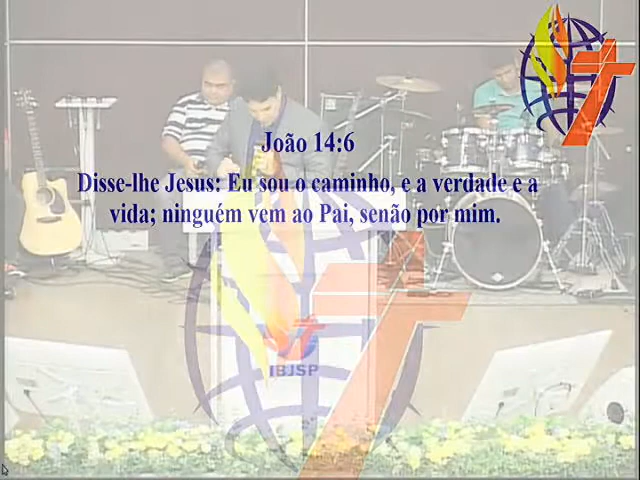 João 14:6
Disse-lhe Jesus: Eu sou o caminho, e a verdade e a
vida; ninguém vem ao Pai, senão por mim.
IBJSP